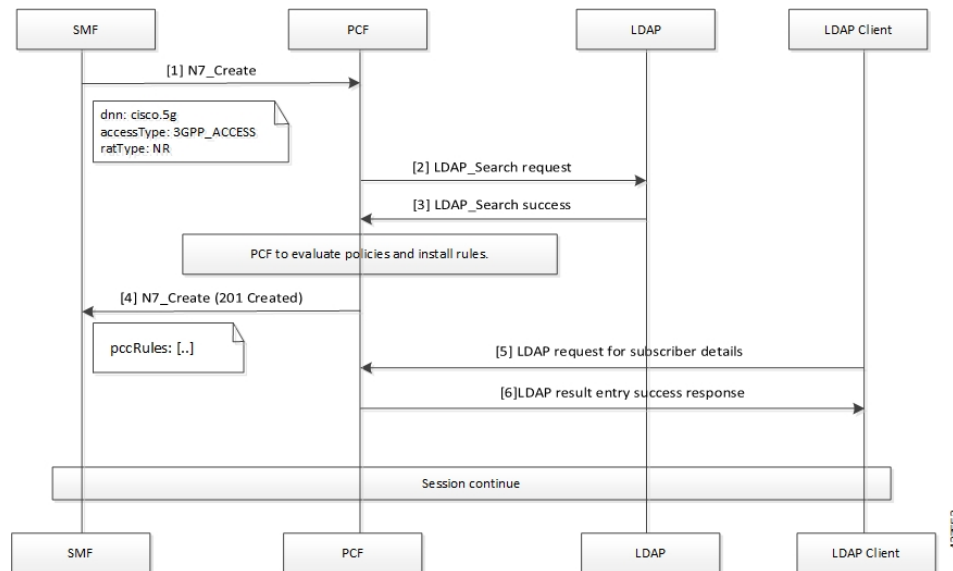 SMF
PCF
LDAP
LDAP Client
[1] N7_Create
dnn: cisco.5g
accessType: 3GPP_ACCESS
ratType: NR
[2] LDAP_Search request
[3] LDAP_Search success
PCF to evaluate policies and install rules.
[4] N7_Create (201 Created)
pccRules: [..]
[5] LDAP request for subscriber details
[6]LDAP result entry success response
Session continue
SMF
PCF
LDAP
LDAP Client